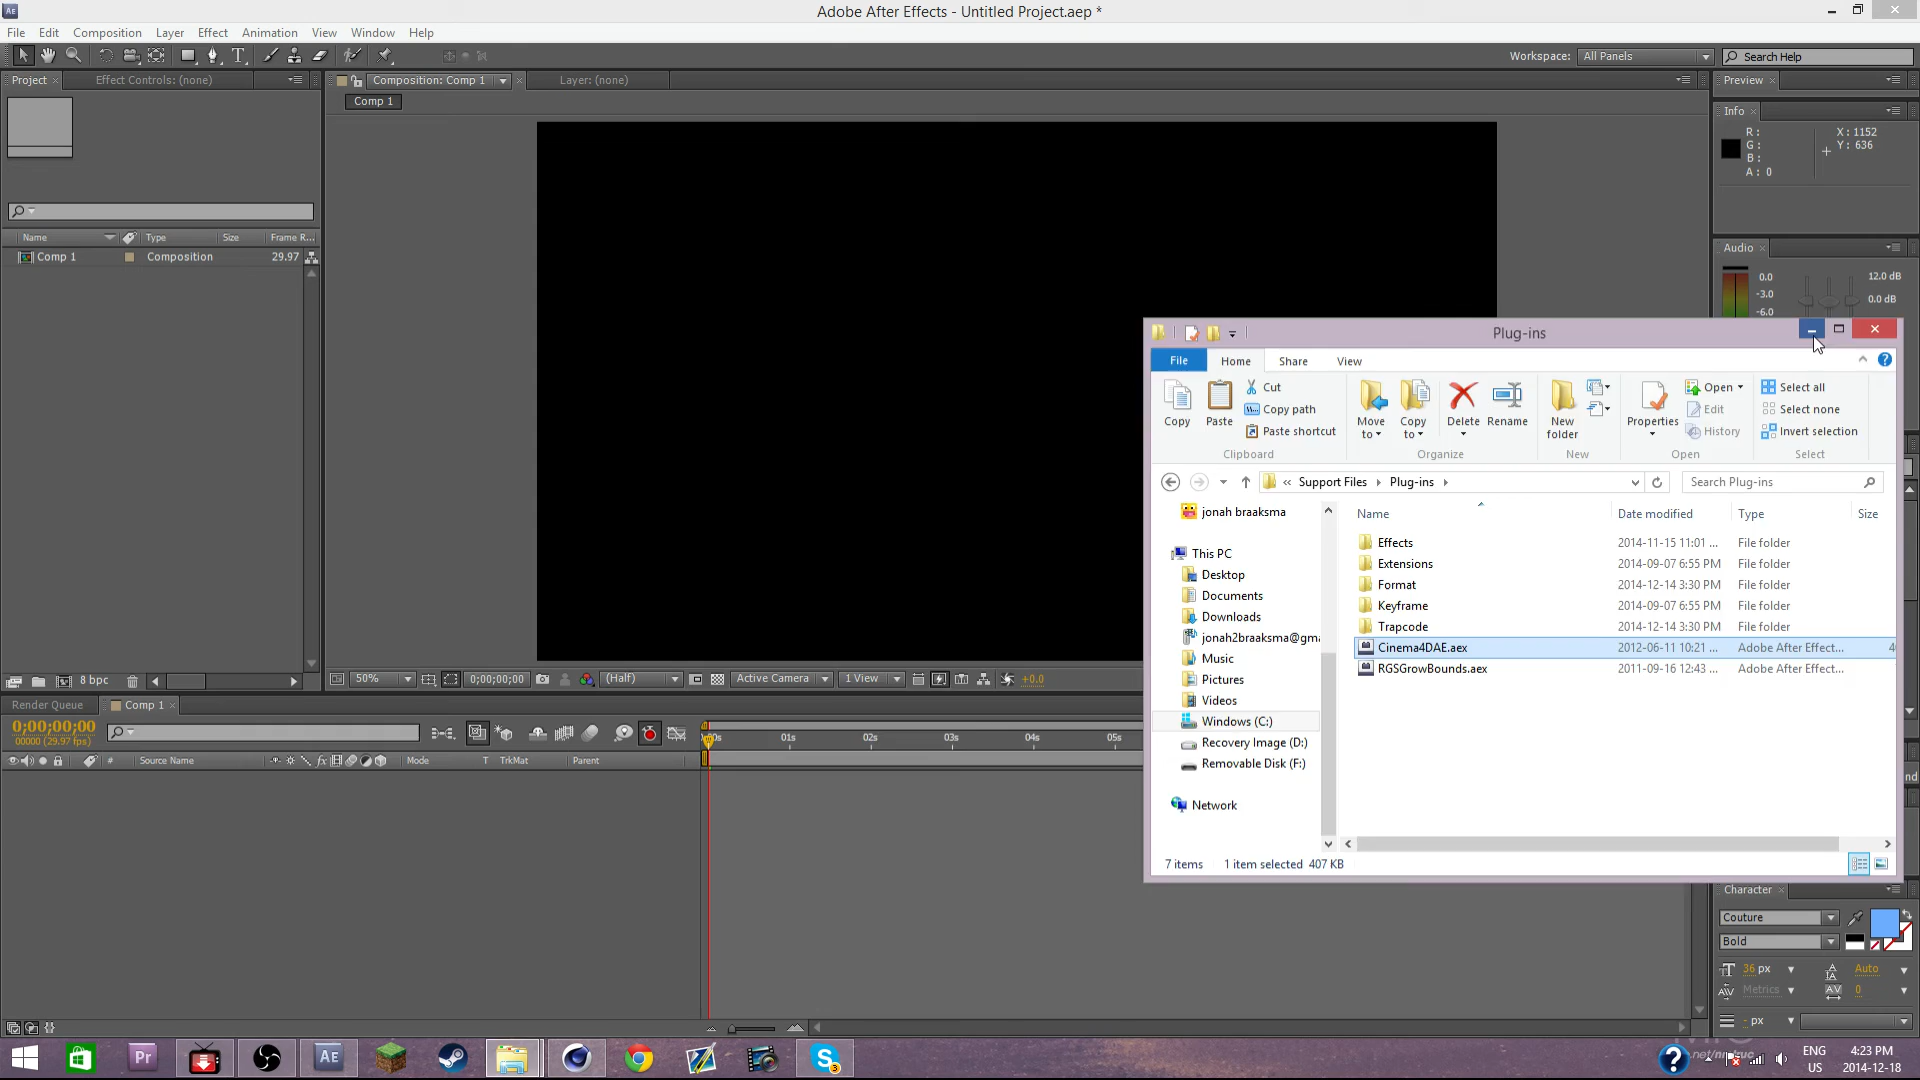 Adobe After Effects - Untitled Project.aep *
File Edit Composition Layer Effect Animation View Window Help
Workspace: All Panels Search Help
Project Effect Controls: (none) Composition: Comp 1 Layer: (none) Preview
Comp 1
Info
R: X: 1152
G: Y: 636
B:
A: 0
Name Type Size Frame R...
Comp 1 Composition 29.97
Audio
0.0 12.0 dB
-3.0 0.0 dB
-6.0
Plug-ins
File Home Share View
Copy Paste Cut
Copy path
Paste shortcut
Clipboard
Move to Copy to Delete Rename
Organize
New folder
New
Properties Open
Edit
History
Open
Select all
Select none
Invert selection
Select
« Support Files Plug-ins Search Plug-ins
Name Date modified Type Size
jonah braaksma
This PC
Desktop
Documents
Downloads
jonah2braaksma@gm
Music
Pictures
Videos
Windows (C:)
Recovery Image (D:)
Removable Disk (F:)
Network
Effects 2014-11-15 11:01 ... File folder
Extensions 2014-09-07 6:55 PM File folder
Format 2014-12-14 3:30 PM File folder
Keyframe 2014-09-07 6:55 PM File folder
Trapcode 2014-12-14 3:30 PM File folder
Cinema4DAE.aex 2012-06-11 10:21 ... Adobe After Effect...
RGSGrowBounds.aex 2011-09-16 12:43 ... Adobe After Effect...
7 items 1 item selected 407 KB
8 bpc
50% 0;00;00;00 (Half) Active Camera 1 View +0.0
Render Queue Comp 1
0;00;00;00
00000 (29.97 fps)
# Source Name Mode T TrkMat Parent
01s 02s 03s 04s 05s
Character
Couture
Bold
36 px Auto
Metrics 0
- px
ENG
US
4:23 PM
2014-12-18